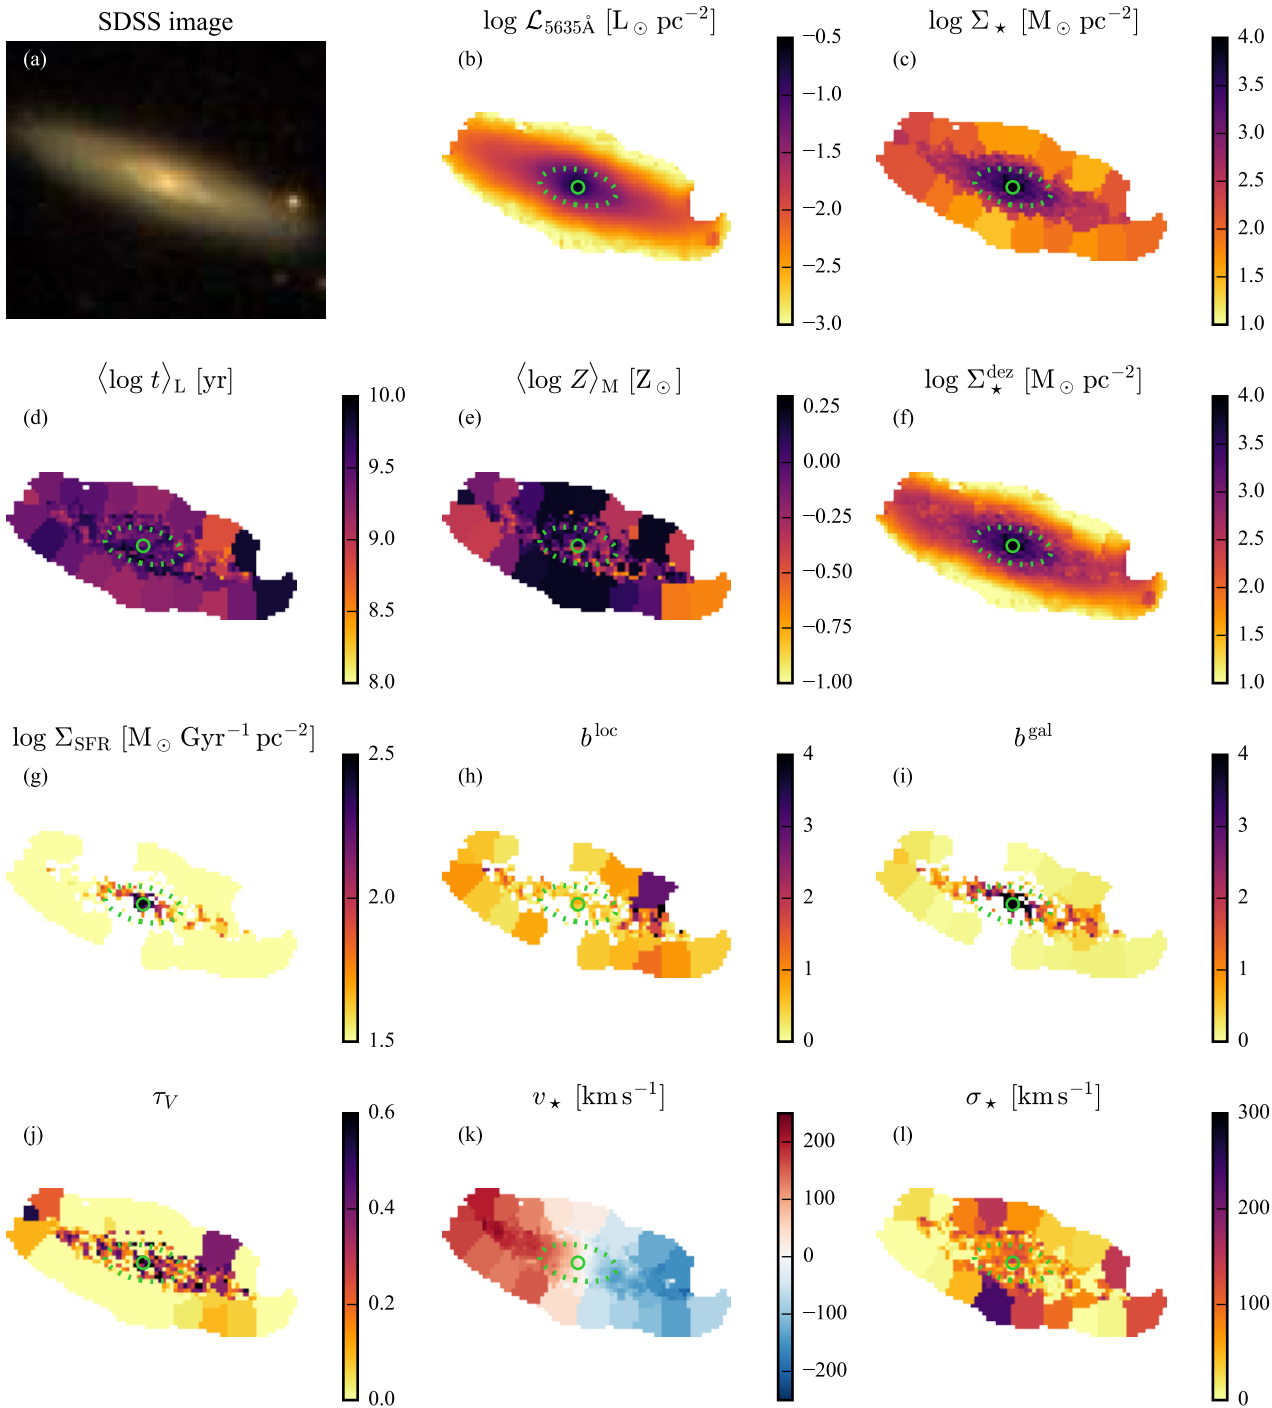 SDSS image
log ℒ₅₆₃₅Å [L⊙ pc⁻²]
log Σ⋆ [M⊙ pc⁻²]
(a)
(b)
−0.5
−1.0
−1.5
−2.0
−2.5
−3.0
(c)
4.0
3.5
3.0
2.5
2.0
1.5
1.0
⟨log t⟩L [yr]
⟨log Z⟩M [Z⊙]
log Σ⋆ᵈᵉᶻ [M⊙ pc⁻²]
(d)
10.0
9.5
9.0
8.5
8.0
(e)
0.25
0.00
−0.25
−0.50
−0.75
−1.00
(f)
4.0
3.5
3.0
2.5
2.0
1.5
1.0
log ΣSFR [M⊙ Gyr⁻¹ pc⁻²]
bˡᵒᶜ
bᵍᵃˡ
(g)
2.5
2.0
1.5
(h)
4
3
2
1
0
(i)
4
3
2
1
0
τV
v⋆ [km s⁻¹]
σ⋆ [km s⁻¹]
(j)
0.6
0.4
0.2
0.0
(k)
200
100
0
−100
−200
(l)
300
200
100
0